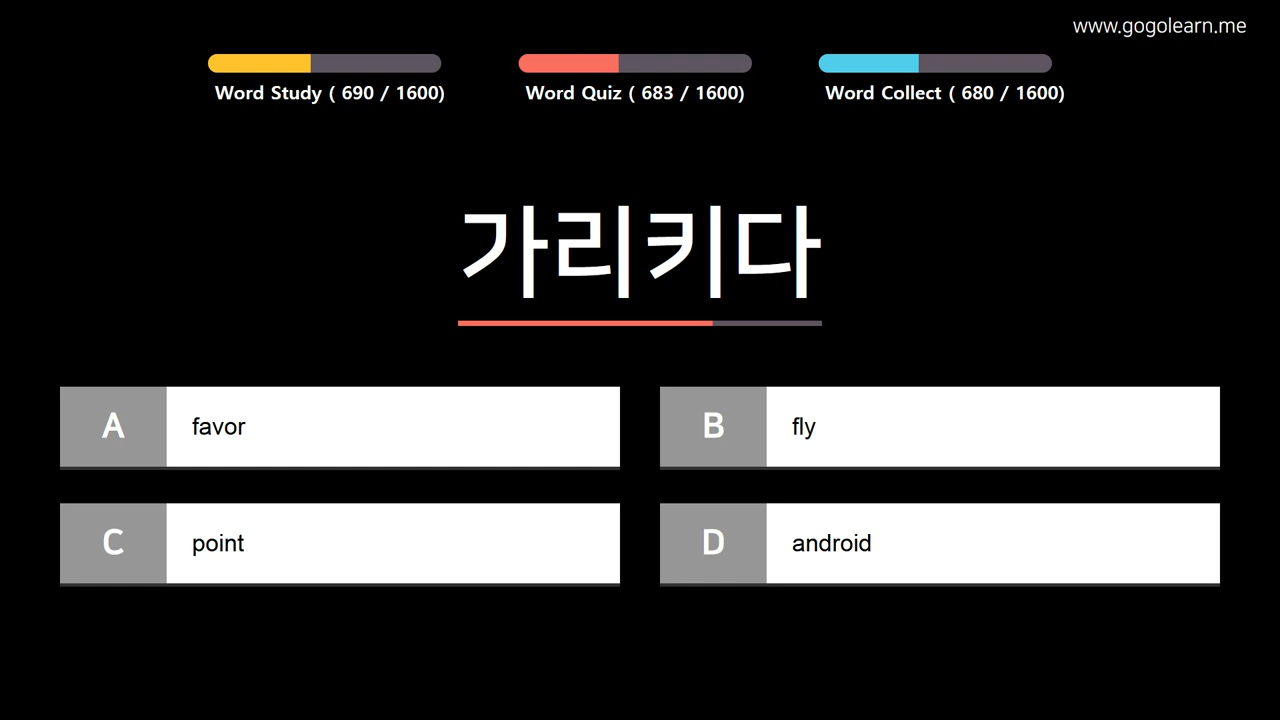 www.gogolearn.me
Word Study ( 690 / 1600)
Word Quiz ( 683 / 1600)
Word Collect ( 680 / 1600)
가리키다
A favor
B fly
C point
D android